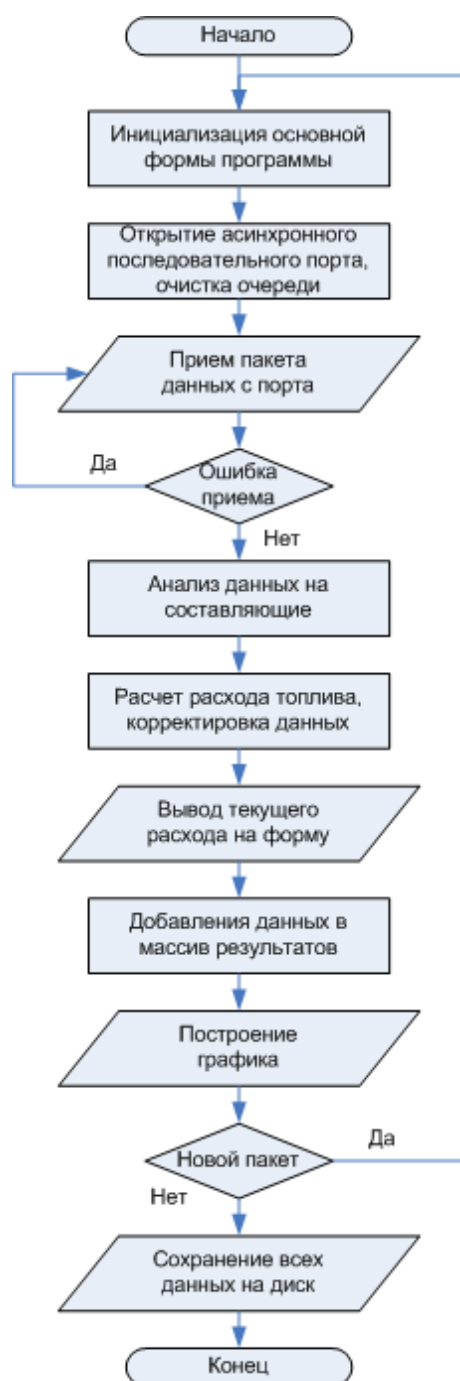 Начало
Инициализация основной
формы программы
Открытие асинхронного
последовательного порта,
очистка очереди
Прием пакета
данных с порта
Да
Ошибка
приема
Нет
Анализ данных на
составляющие
Расчет расхода топлива,
корректировка данных
Вывод текущего
расхода на форму
Добавления данных в
массив результатов
Построение
графика
Новой пакет
Да
Нет
Сохранение всех
данных на диск
Конец